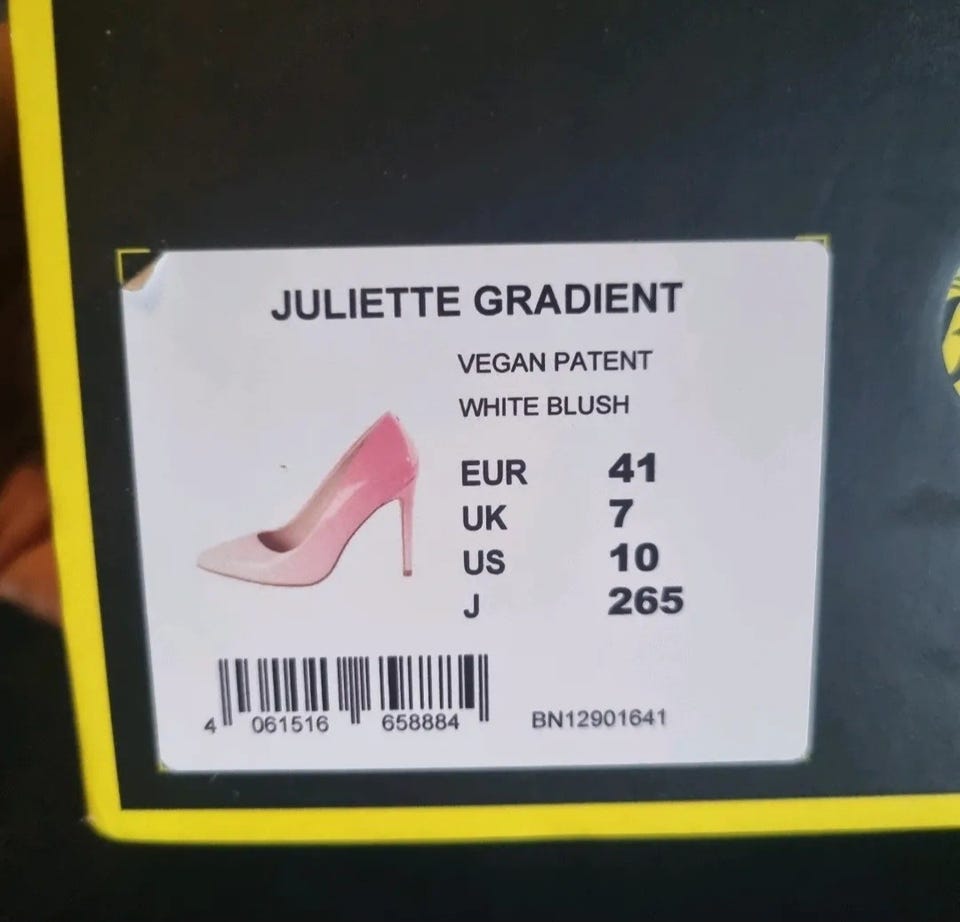 JULIETTE GRADIENT
VEGAN PATENT
WHITE BLUSH
EUR 41
UK 7
US 10
J 265
4 061516 658884
BN12901641